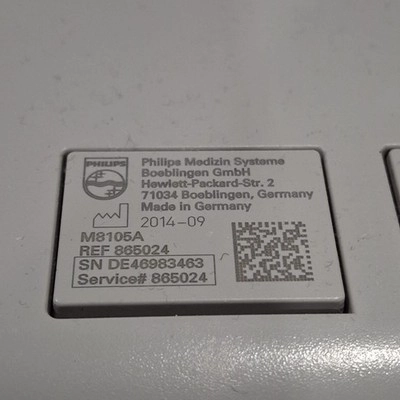 PHILIPS
Philips Medizin Systeme
Boeblingen GmbH
Hewlett-Packard-Str. 2
71034 Boeblingen, Germany
Made in Germany
2014-09
M8105A
REF 865024
SN DE46983463
Service# 865024